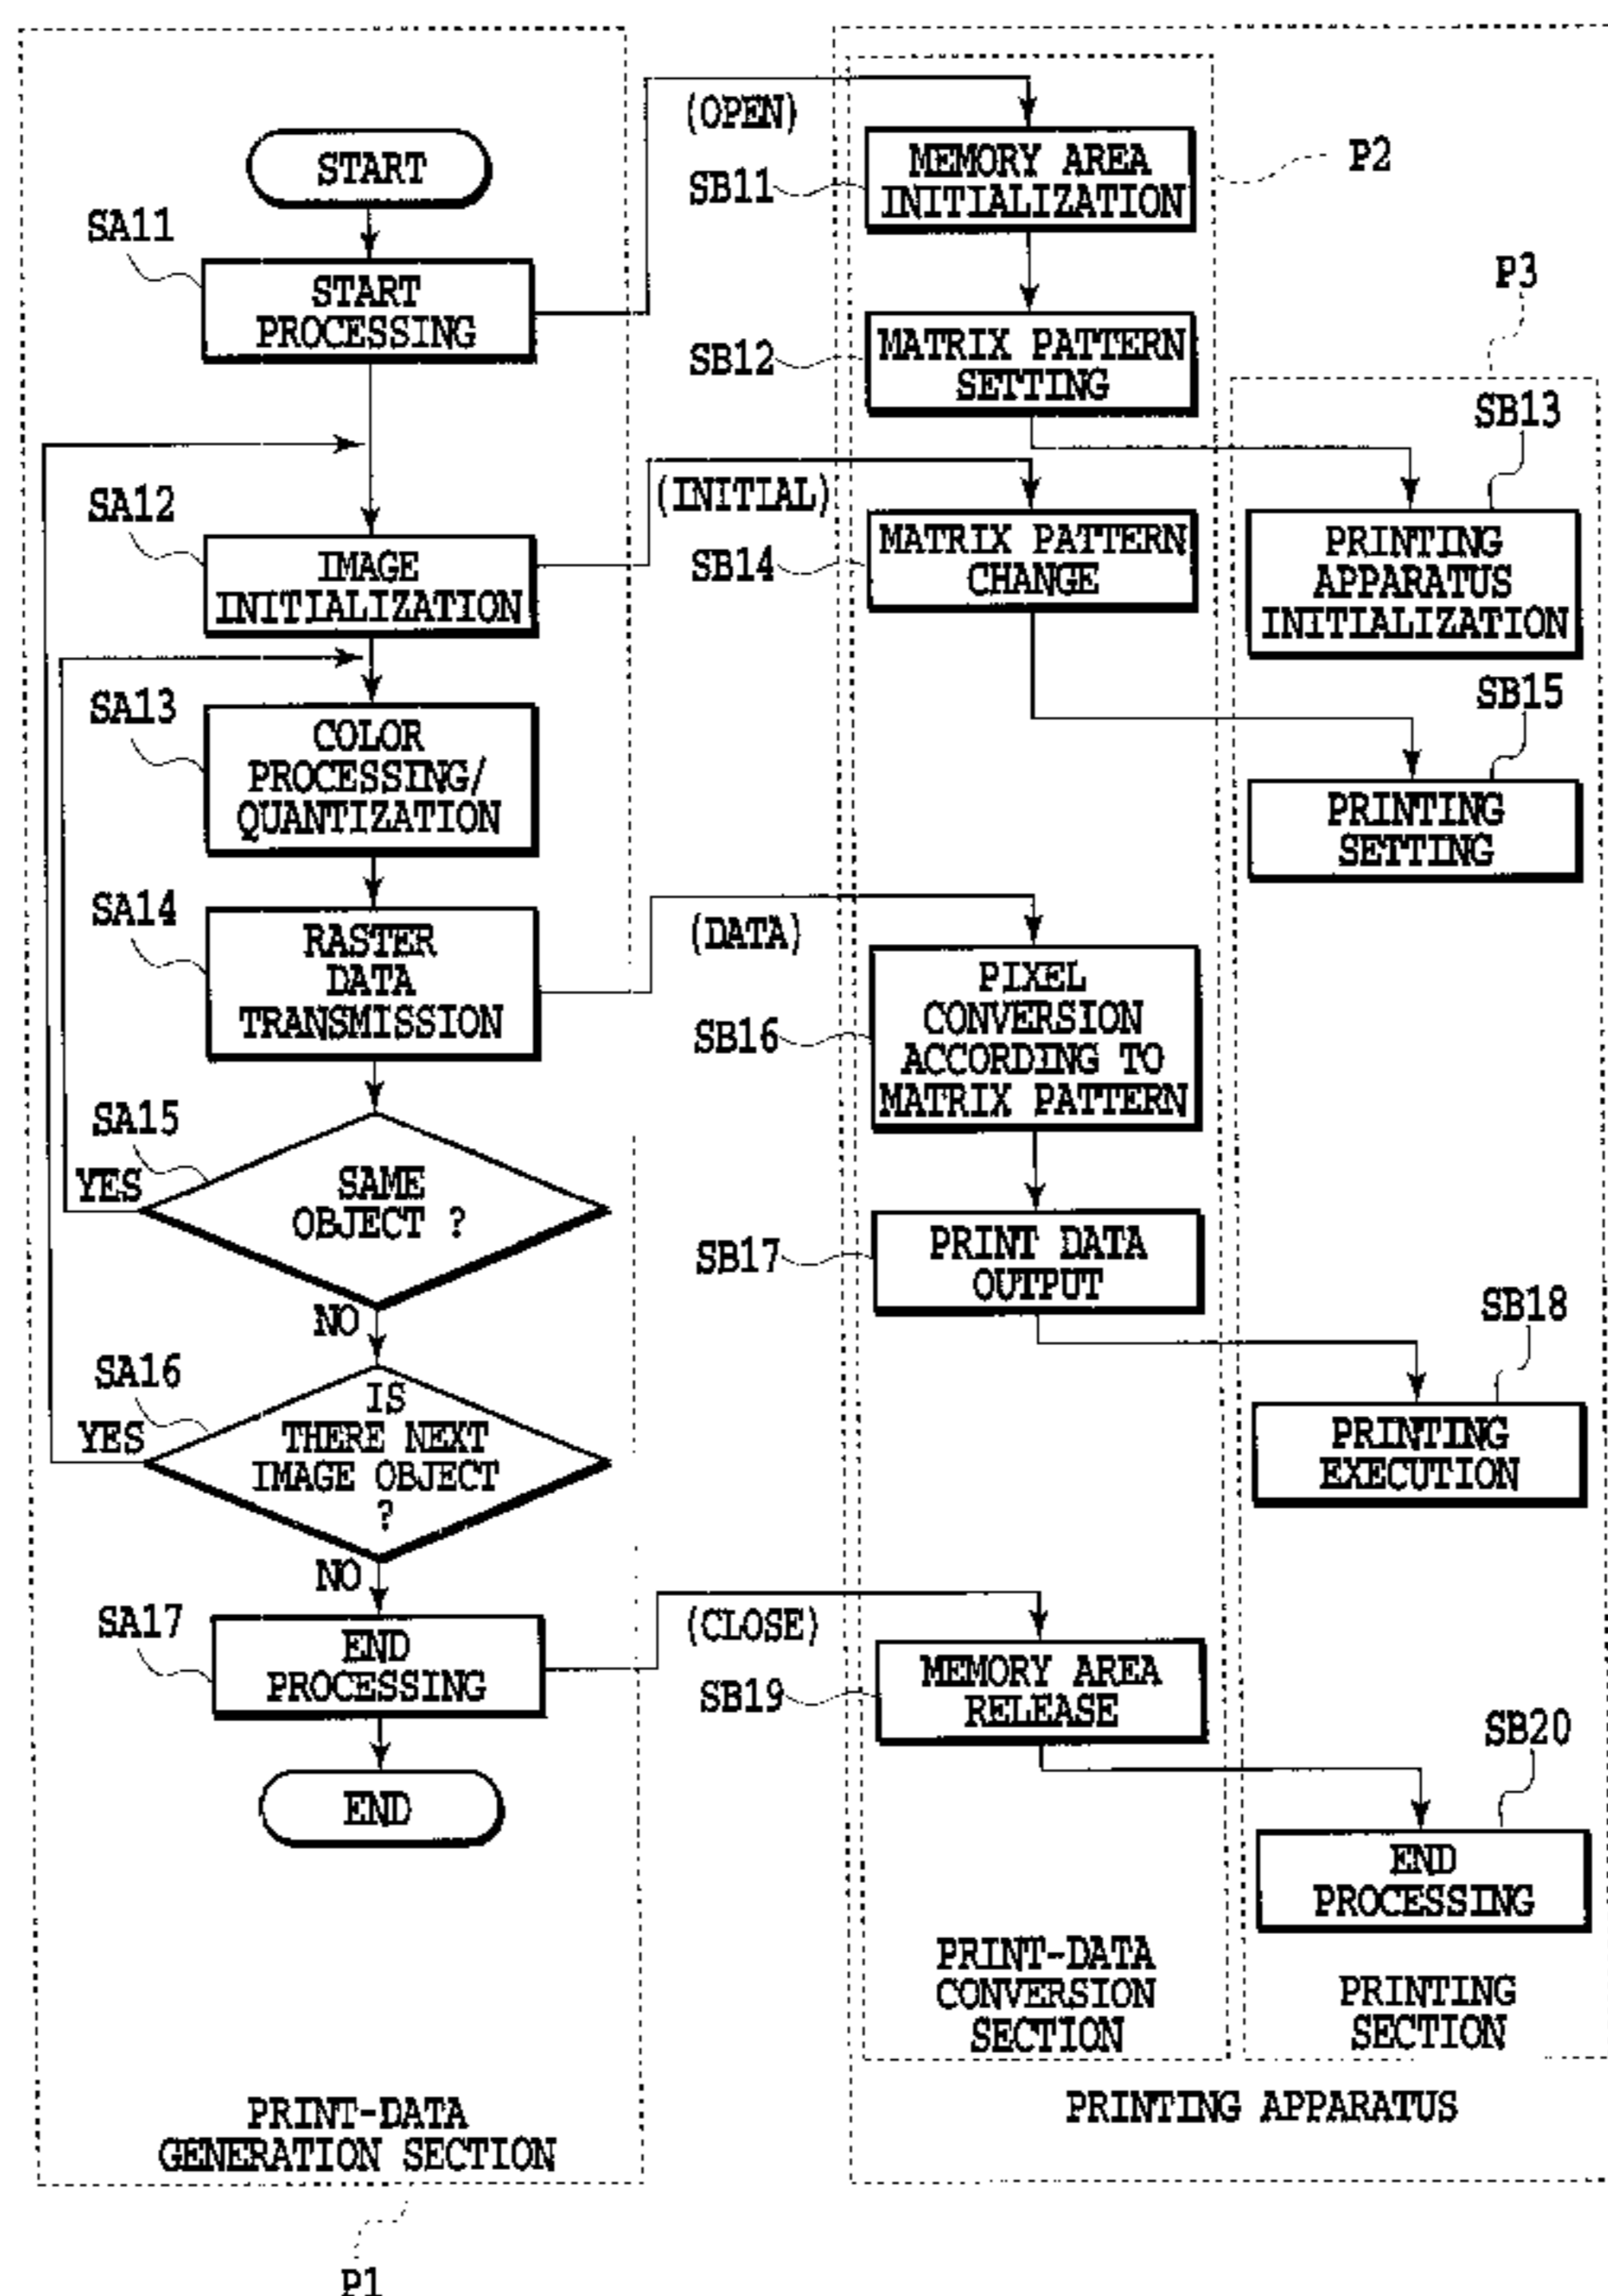 START
SA11
START
PROCESSING
SA12
IMAGE
INITIALIZATION
SA13
COLOR
PROCESSING/
QUANTIZATION
SA14
RASTER
DATA
TRANSMISSION
SA15
YES
SAME
OBJECT ?
NO
SA16
YES
IS
THERE NEXT
IMAGE OBJECT
?
NO
SA17
END
PROCESSING
END
PRINT-DATA
GENERATION SECTION
P1
(OPEN)
SB11
MEMORY AREA
INITIALIZATION
P2
SB12
MATRIX PATTERN
SETTING
(INITIAL)
SB14
MATRIX PATTERN
CHANGE
(DATA)
SB16
PIXEL
CONVERSION
ACCORDING TO
MATRIX PATTERN
SB17
PRINT DATA
OUTPUT
(CLOSE)
SB19
MEMORY AREA
RELEASE
PRINT-DATA
CONVERSION
SECTION
P3
SB13
PRINTING
APPARATUS
INITIALIZATION
SB15
PRINTING
SETTING
SB18
PRINTING
EXECUTION
SB20
END
PROCESSING
PRINTING
SECTION
PRINTING APPARATUS